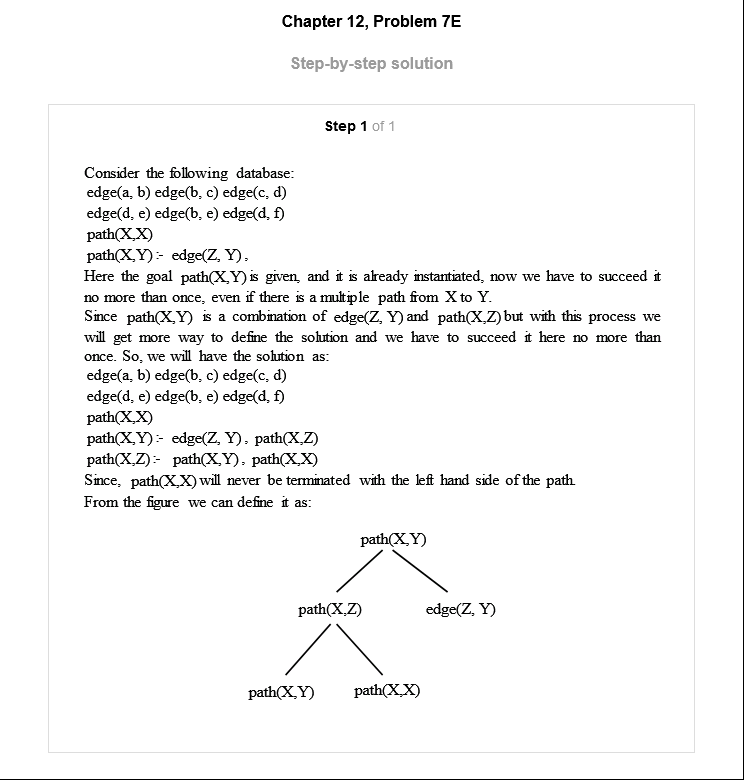 Chapter 12, Problem 7E
Step-by-step solution
Step 1 of 1
Consider the following database:
edge(a, b) edge(b, c) edge(c, d)
edge(d, e) edge(b, e) edge(d, f)
path(X,X)
path(X,Y) :- edge(Z, Y) ,
Here the goal path(X,Y) is given, and it is already instantiated, now we have to succeed it
no more than once, even if there is a multiple path from X to Y.
Since path(X,Y) is a combination of edge(Z, Y) and path(X,Z) but with this process we
will get more way to define the solution and we have to succeed it here no more than
once. So, we will have the solution as:
edge(a, b) edge(b, c) edge(c, d)
edge(d, e) edge(b, e) edge(d, f)
path(X,X)
path(X,Y) :- edge(Z, Y) , path(X,Z)
path(X,Z) :- path(X,Y) , path(X,X)
Since, path(X,X) will never be terminated with the left hand side of the path.
From the figure we can define it as:
path(X,Y)
path(X,Z) edge(Z, Y)
path(X,Y) path(X,X)